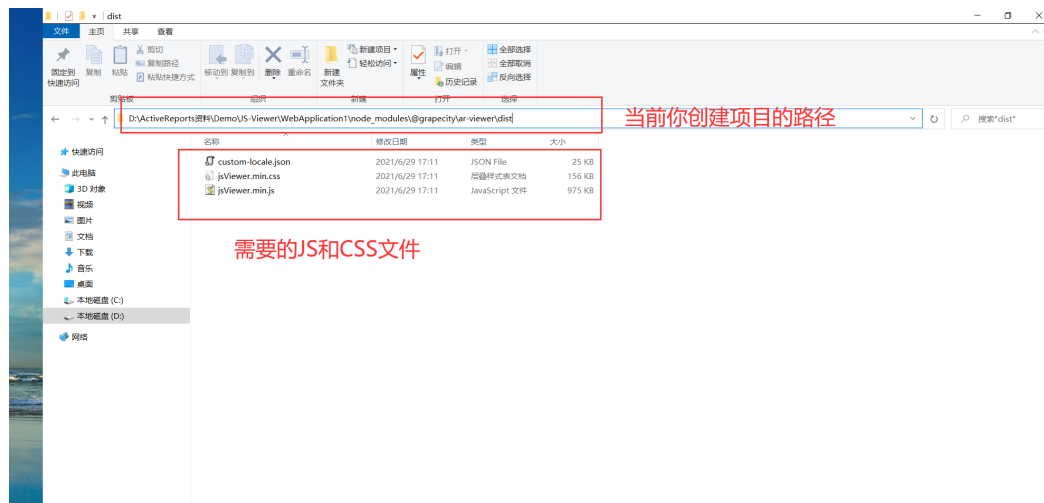 dist
文件 主页 共享 查看
固定到快速访问 复制 粘贴 剪切 复制路径 粘贴快捷方式
移动到 复制到 删除 重命名 新建文件夹 新建项目 轻松访问
属性 打开 编辑 历史记录 全部选择 全部取消 反向选择
剪贴板 组织 新建 打开 选择
D:\ActiveReports资料\Demo\JS-Viewer\WebApplication1\node_modules\@grapecity\ar-viewer\dist
当前你创建项目的路径
搜索"dist"
名称 修改日期 类型 大小
custom-locale.json 2021/6/29 17:11 JSON File 25 KB
jsViewer.min.css 2021/6/29 17:11 层叠样式表文档 156 KB
jsViewer.min.js 2021/6/29 17:11 JavaScript 文件 975 KB
需要的JS和CSS文件
快速访问
此电脑
3D 对象
视频
图片
文档
下载
音乐
桌面
本地磁盘 (C:)
本地磁盘 (D:)
网络